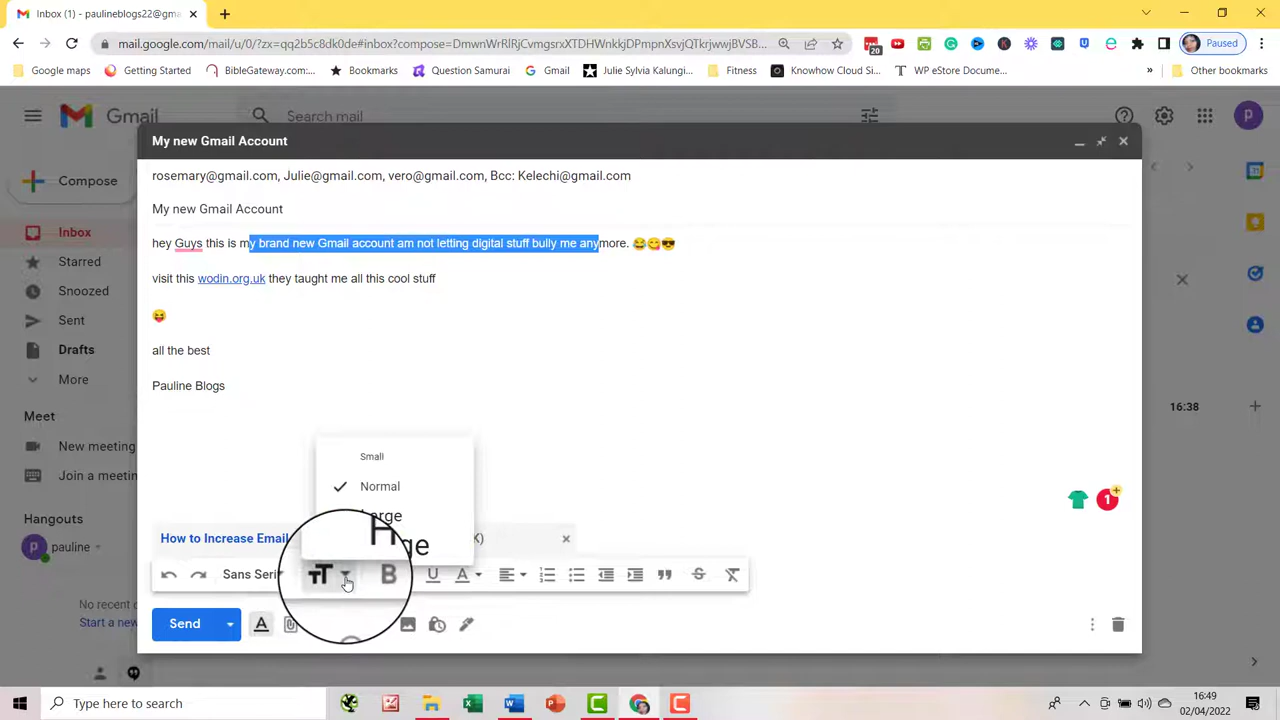 Inbox (1) - paulineblogs22@gmai
mail.google.com/mail/u/0/?zx=
20
Paused
Google maps
Getting Started
BibleGateway.com:...
Bookmarks
Question Samurai
Gmail
Julie Sylvia Kalungi...
Fitness
Knowhow Cloud Si...
WP eStore Docume...
»
Other bookmarks
Gmail
Search mail
P
My new Gmail Account
Compose
rosemary@gmail.com, Julie@gmail.com, vero@gmail.com, Bcc: Kelechi@gmail.com
My new Gmail Account
Inbox
hey Guys this is my brand new Gmail account am not letting digital stuff bully me anymore. 😂😋😎
Starred
visit this wodin.org.uk they taught me all this cool stuff
Snoozed
Sent
😝
Drafts
all the best
More
Pauline Blogs
Meet
16:38
New meeting
Join a meetin
Small
Normal
Large
1
Hangouts
How to Increase Email
K)
pauline
H ge
Sans Seri
TT
B
U
A
No recent
Start a new
Send
A
Type here to search
16:49
02/04/2022